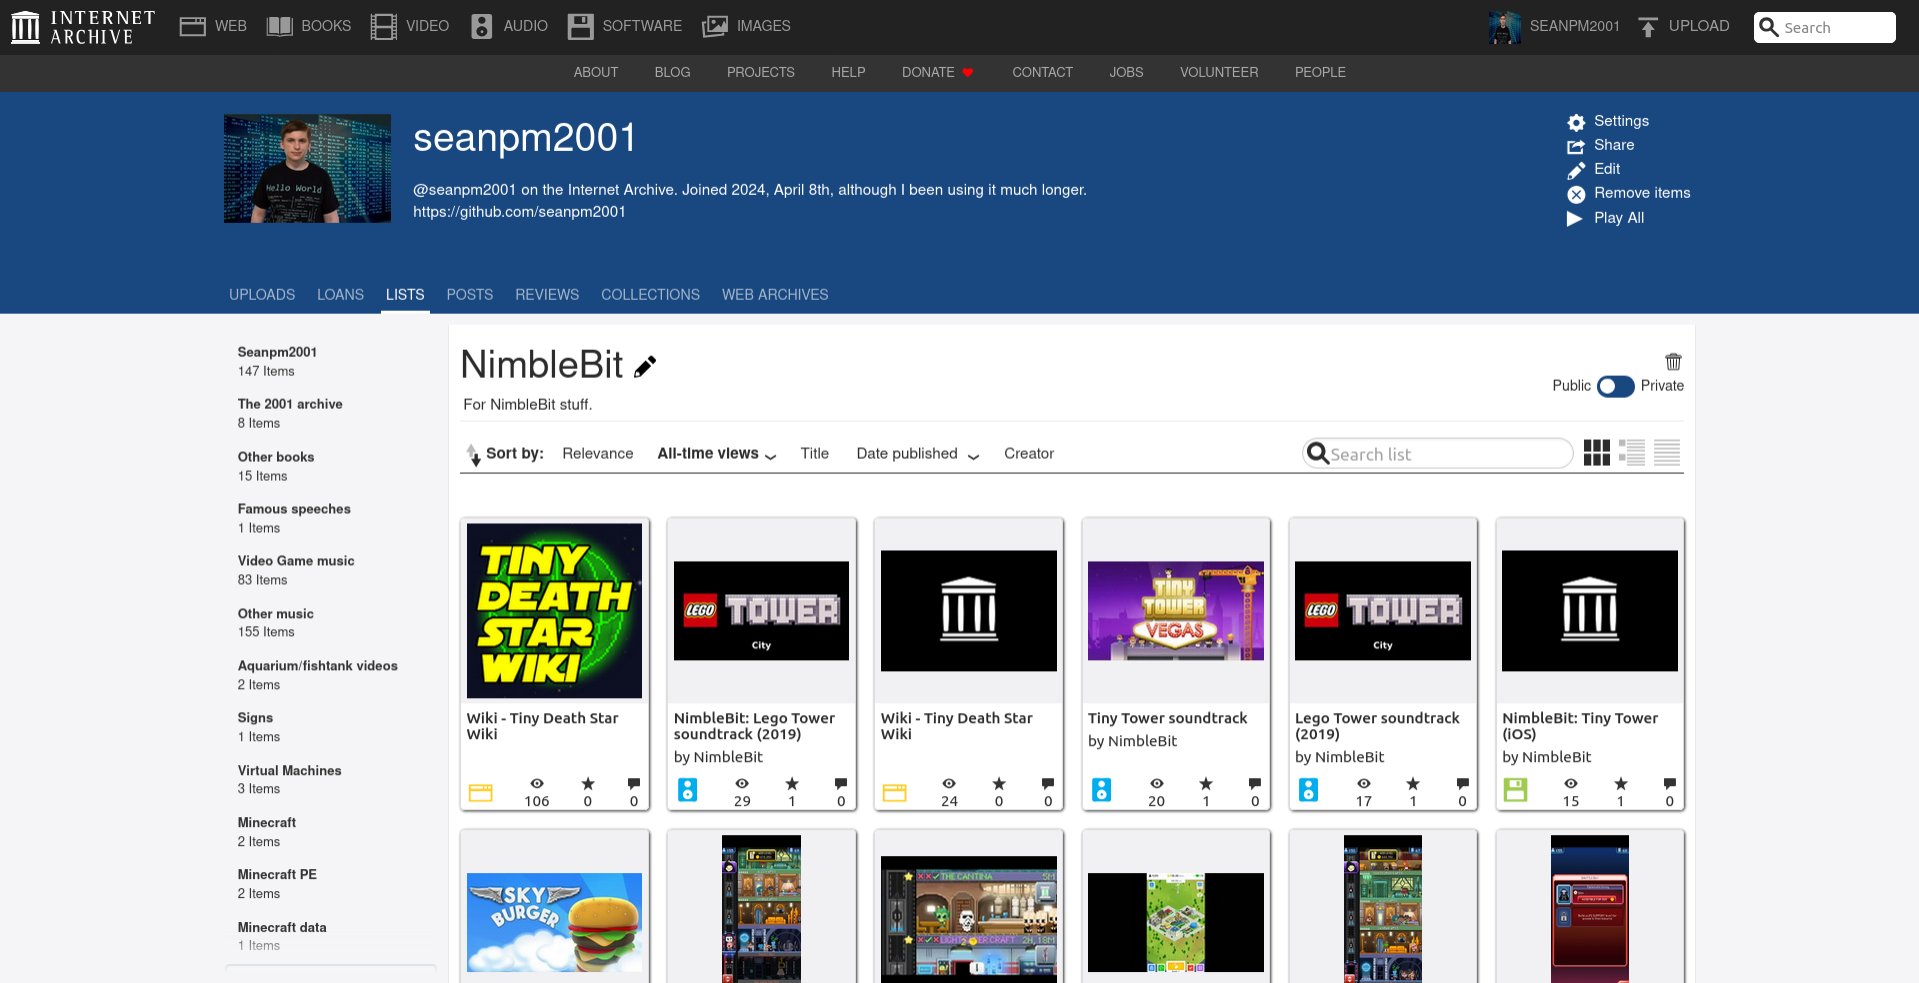 INTERNET
ARCHIVE
WEB
BOOKS
VIDEO
AUDIO
SOFTWARE
IMAGES
SEANPM2001
UPLOAD
Search
ABOUT
BLOG
PROJECTS
HELP
DONATE
CONTACT
JOBS
VOLUNTEER
PEOPLE
Hello World
seanpm2001
@seanpm2001 on the Internet Archive. Joined 2024, April 8th, although I been using it much longer.
https://github.com/seanpm2001
Settings
Share
Edit
Remove items
Play All
UPLOADS
LOANS
LISTS
POSTS
REVIEWS
COLLECTIONS
WEB ARCHIVES
Seanpm2001
147 Items
The 2001 archive
8 Items
Other books
15 Items
Famous speeches
1 Items
Video Game music
83 Items
Other music
155 Items
Aquarium/fishtank videos
2 Items
Signs
1 Items
Virtual Machines
3 Items
Minecraft
2 Items
Minecraft PE
2 Items
Minecraft data
1 Items
NimbleBit
For NimbleBit stuff.
Public
Private
Sort by:
Relevance
All-time views
Title
Date published
Creator
Search list
TINY
DEATH
STAR
WIKI
Wiki - Tiny Death Star
Wiki
106
0
0
LEGO TOWER
City
NimbleBit: Lego Tower
soundtrack (2019)
by NimbleBit
29
1
0
Wiki - Tiny Death Star
Wiki
24
0
0
TINY
TOWER
VEGAS
Tiny Tower soundtrack
by NimbleBit
20
1
0
LEGO TOWER
City
Lego Tower soundtrack
(2019)
by NimbleBit
17
1
0
NimbleBit: Tiny Tower
(iOS)
by NimbleBit
15
1
0
SKY
BURGER
THE CANTINA
5M
2H, 18M